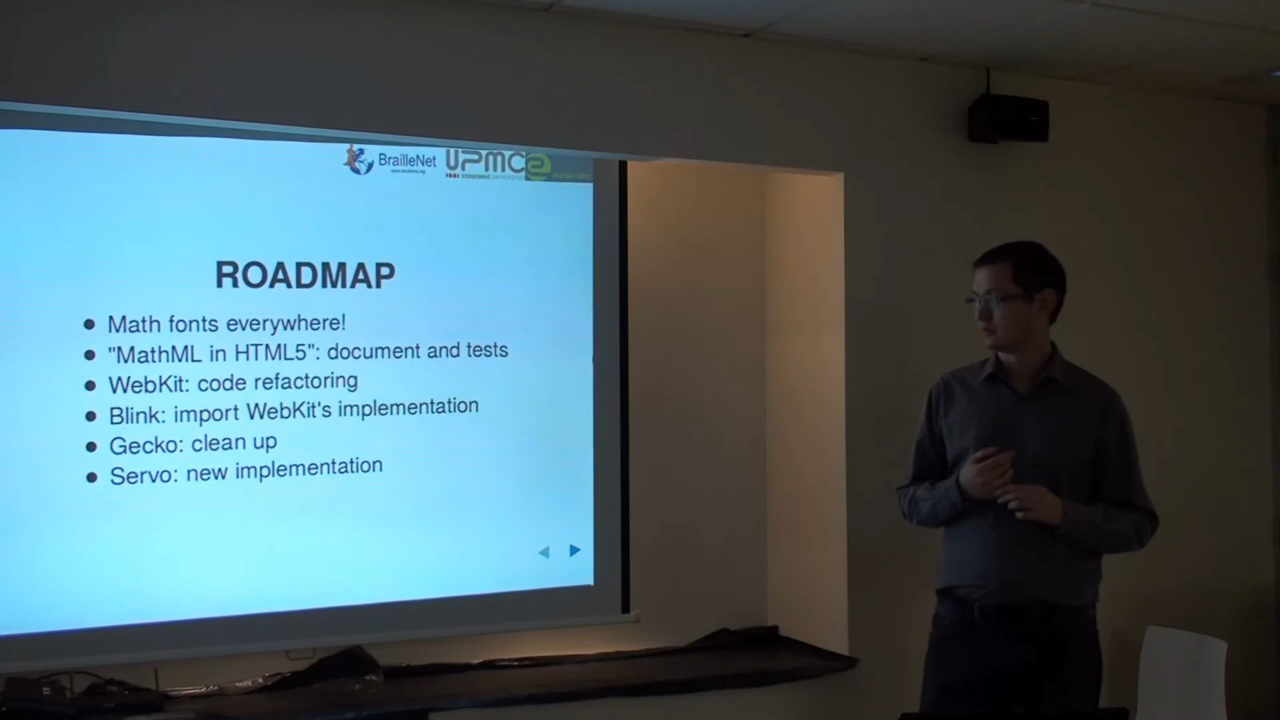 BrailleNet
UPMC
ROADMAP
Math fonts everywhere!
"MathML in HTML5": document and tests
WebKit: code refactoring
Blink: import WebKit's implementation
Gecko: clean up
Servo: new implementation